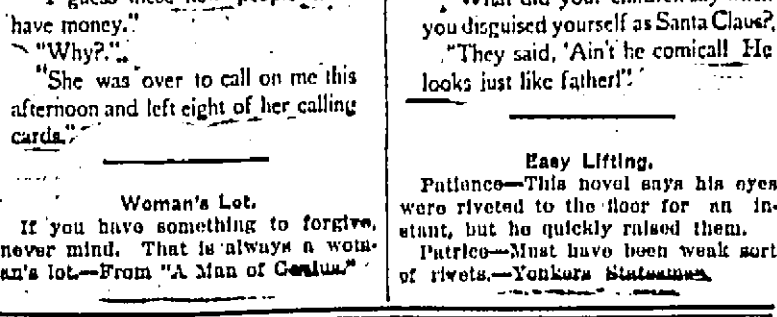 have money."
"Why?"
"She was over to call on me this
afternoon and left eight of her calling
cards."
Woman's Lot.
If you have something to forgive,
never mind. That is always a wom-
an's lot.—From "A Man of Genius."
you disguised yourself as Santa Claus?
"They said, 'Ain't he comical! He
looks just like father!'"
Easy Lifting.
Patience—This novel says his eyes
were riveted to the floor for an in-
stant, but he quickly raised them.
Patrice—Must have been weak sort
of rivets.—Yonkers Statesman.